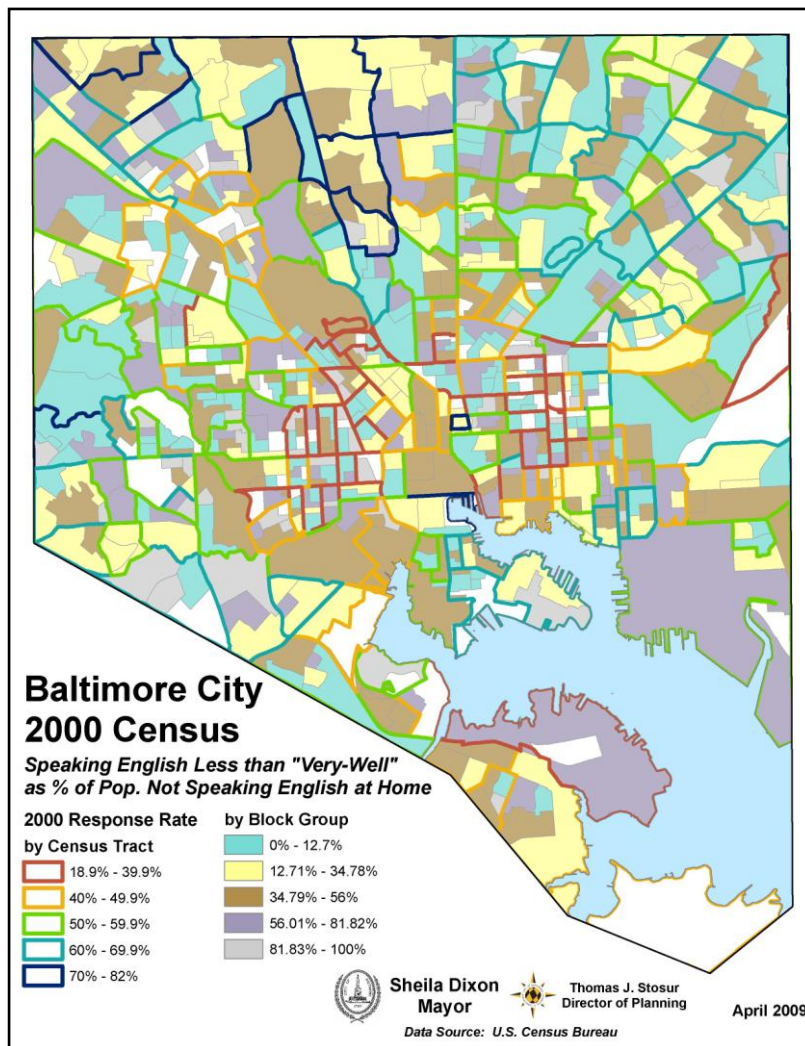 Baltimore City
2000 Census
Speaking English Less than "Very-Well"
as % of Pop. Not Speaking English at Home
2000 Response Rate
by Census Tract
18.9% - 39.9%
40% - 49.9%
50% - 59.9%
60% - 69.9%
70% - 82%
by Block Group
0% - 12.7%
12.71% - 34.78%
34.79% - 56%
56.01% - 81.82%
81.83% - 100%
Sheila Dixon
Mayor
Thomas J. Stosur
Director of Planning
April 2009
Data Source: U.S. Census Bureau